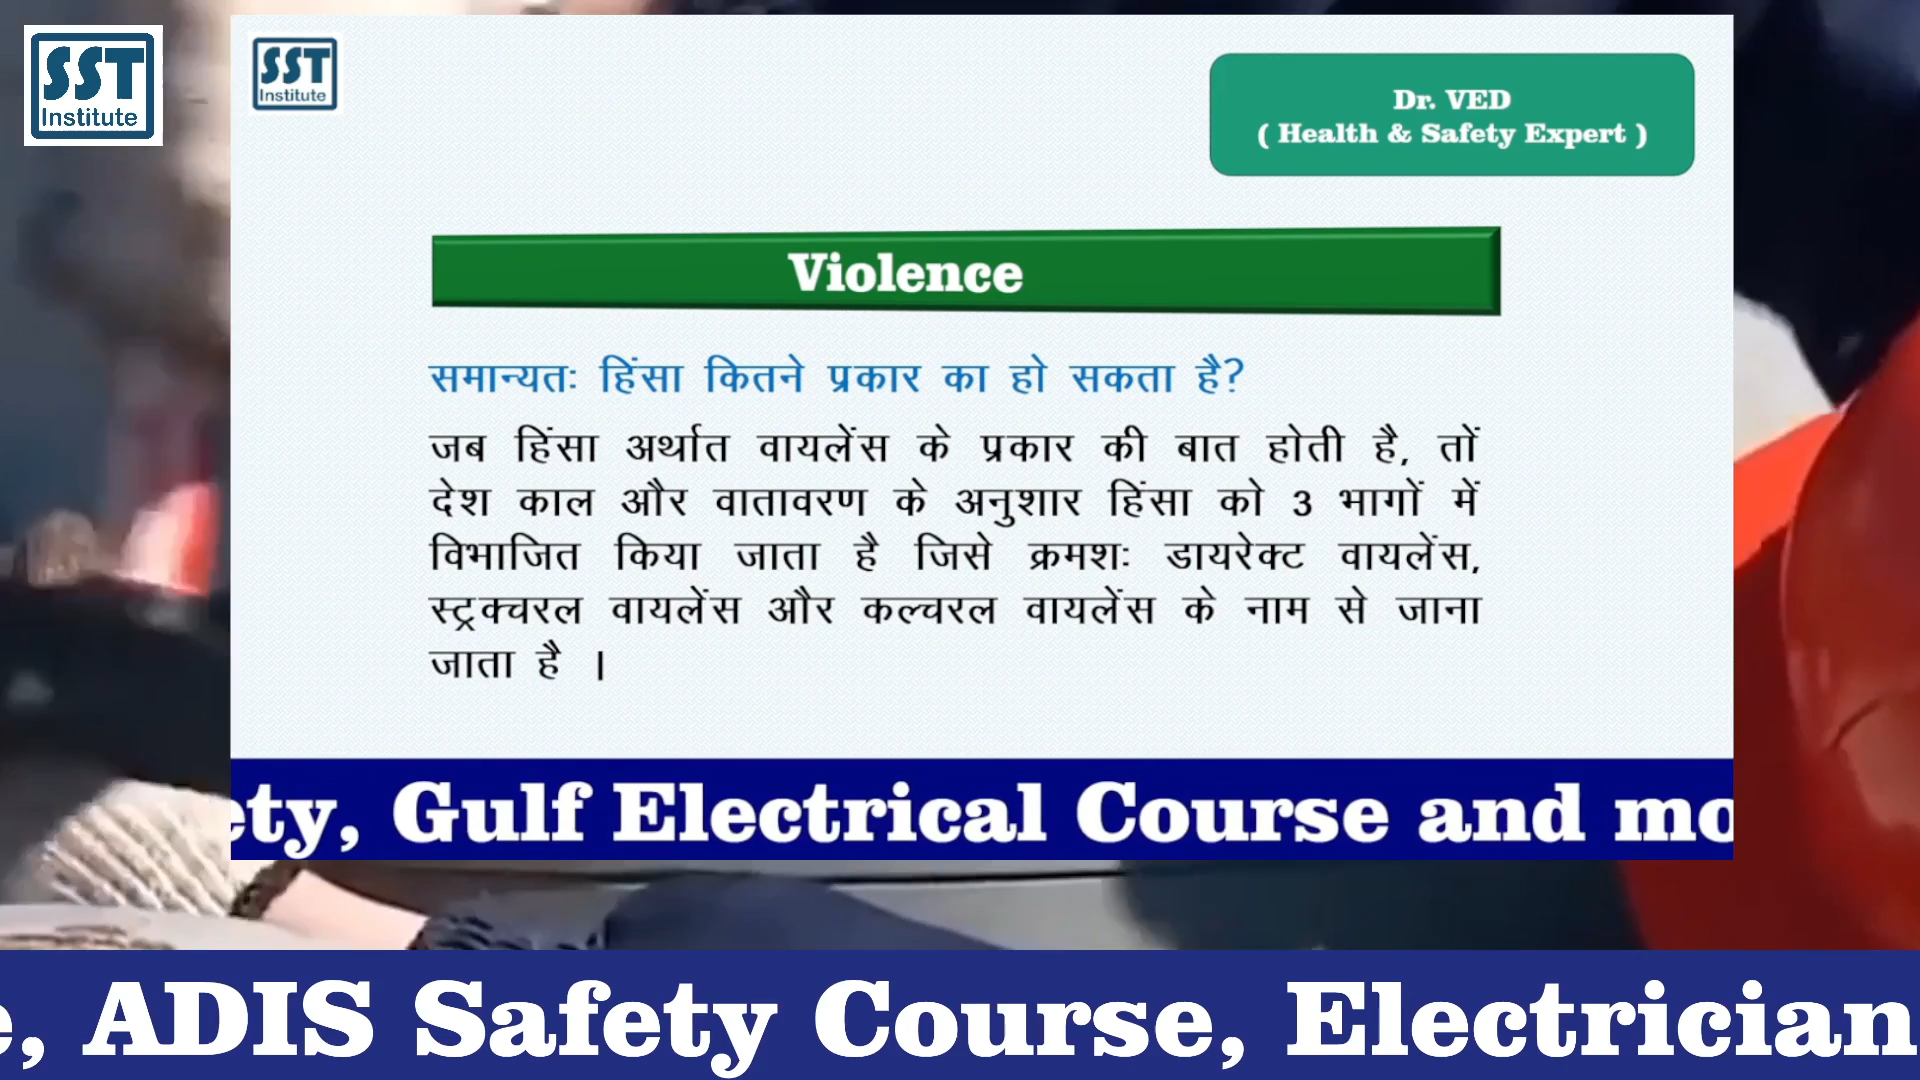 SST
Institute
SST
Institute
Dr. VED
( Health & Safety Expert )
Violence
समान्यतः हिंसा कितने प्रकार का हो सकता है?
जब हिंसा अर्थात वायलेंस के प्रकार की बात होती है, तों
देश काल और वातावरण के अनुशार हिंसा को 3 भागों में
विभाजित किया जाता है जिसे क्रमशः डायरेक्ट वायलेंस,
स्ट्रक्चरल वायलेंस और कल्चरल वायलेंस के नाम से जाना
जाता है ।
ety, Gulf Electrical Course and mo
e, ADIS Safety Course, Electrician